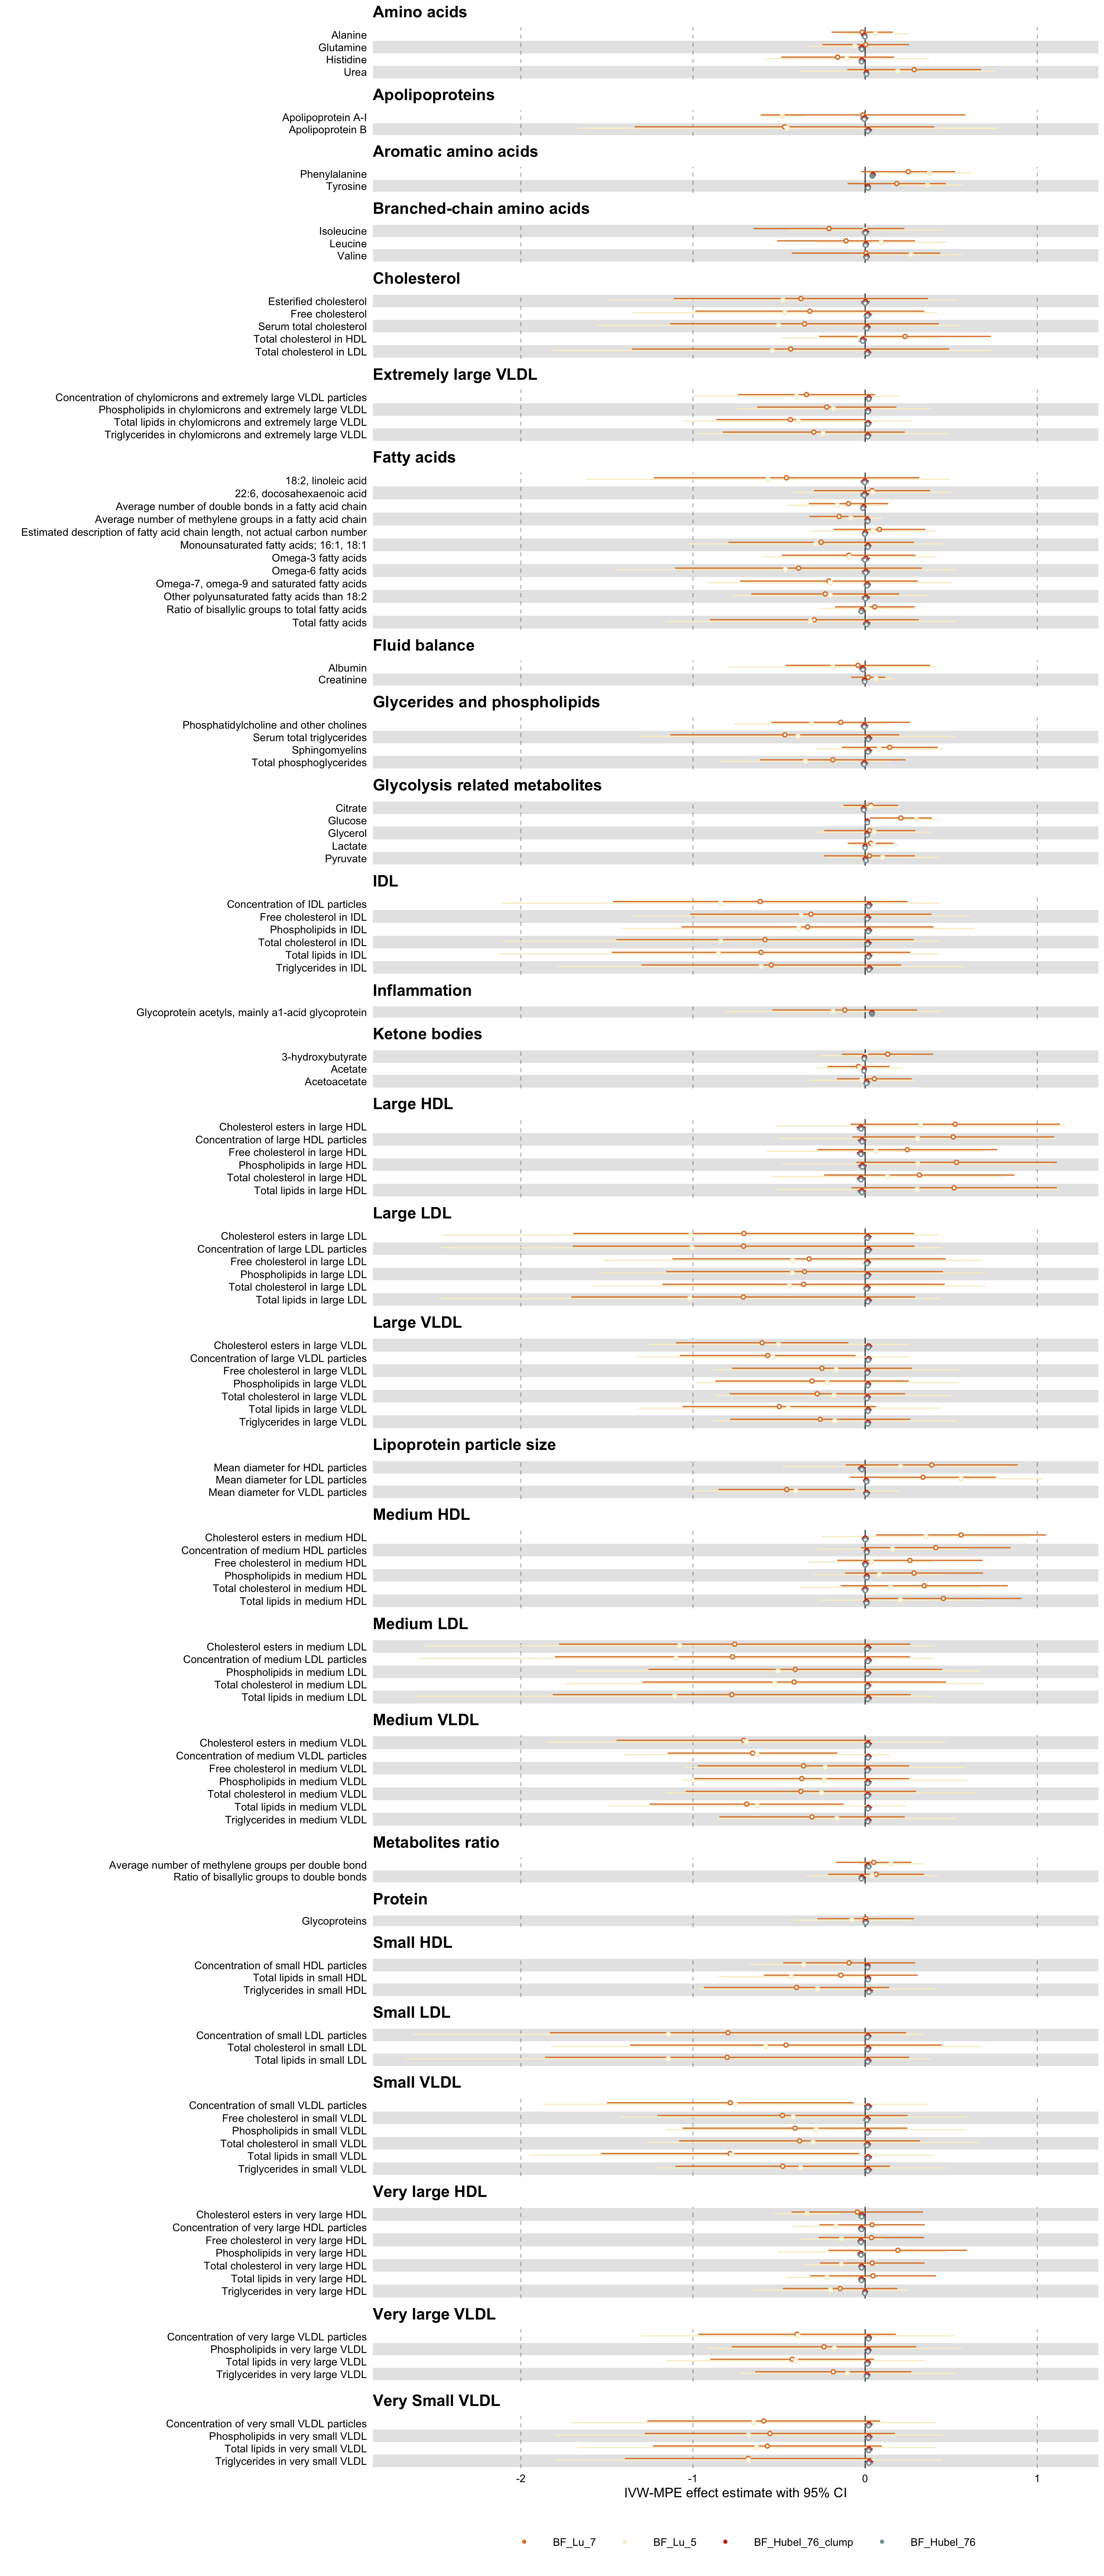 Amino acids
Alanine
Glutamine
Histidine
Urea
Apolipoproteins
Apolipoprotein A-I
Apolipoprotein B
Aromatic amino acids
Phenylalanine
Tyrosine
Branched-chain amino acids
Isoleucine
Leucine
Valine
Cholesterol
Esterified cholesterol
Free cholesterol
Serum total cholesterol
Total cholesterol in HDL
Total cholesterol in LDL
Extremely large VLDL
Concentration of chylomicrons and extremely large VLDL particles
Phospholipids in chylomicrons and extremely large VLDL
Total lipids in chylomicrons and extremely large VLDL
Triglycerides in chylomicrons and extremely large VLDL
Fatty acids
18:2, linoleic acid
22:6, docosahexaenoic acid
Average number of double bonds in a fatty acid chain
Average number of methylene groups in a fatty acid chain
Estimated description of fatty acid chain length, not actual carbon number
Monounsaturated fatty acids; 16:1, 18:1
Omega-3 fatty acids
Omega-6 fatty acids
Omega-7, omega-9 and saturated fatty acids
Other polyunsaturated fatty acids than 18:2
Ratio of bisallylic groups to total fatty acids
Total fatty acids
Fluid balance
Albumin
Creatinine
Glycerides and phospholipids
Phosphatidylcholine and other cholines
Serum total triglycerides
Sphingomyelins
Total phosphoglycerides
Glycolysis related metabolites
Citrate
Glucose
Glycerol
Lactate
Pyruvate
IDL
Concentration of IDL particles
Free cholesterol in IDL
Phospholipids in IDL
Total cholesterol in IDL
Total lipids in IDL
Triglycerides in IDL
Inflammation
Glycoprotein acetyls, mainly a1-acid glycoprotein
Ketone bodies
3-hydroxybutyrate
Acetate
Acetoacetate
Large HDL
Cholesterol esters in large HDL
Concentration of large HDL particles
Free cholesterol in large HDL
Phospholipids in large HDL
Total cholesterol in large HDL
Total lipids in large HDL
Large LDL
Cholesterol esters in large LDL
Concentration of large LDL particles
Free cholesterol in large LDL
Phospholipids in large LDL
Total cholesterol in large LDL
Total lipids in large LDL
Large VLDL
Cholesterol esters in large VLDL
Concentration of large VLDL particles
Free cholesterol in large VLDL
Phospholipids in large VLDL
Total cholesterol in large VLDL
Total lipids in large VLDL
Triglycerides in large VLDL
Lipoprotein particle size
Mean diameter for HDL particles
Mean diameter for LDL particles
Mean diameter for VLDL particles
Medium HDL
Cholesterol esters in medium HDL
Concentration of medium HDL particles
Free cholesterol in medium HDL
Phospholipids in medium HDL
Total cholesterol in medium HDL
Total lipids in medium HDL
Medium LDL
Cholesterol esters in medium LDL
Concentration of medium LDL particles
Phospholipids in medium LDL
Total cholesterol in medium LDL
Total lipids in medium LDL
Medium VLDL
Cholesterol esters in medium VLDL
Concentration of medium VLDL particles
Free cholesterol in medium VLDL
Phospholipids in medium VLDL
Total cholesterol in medium VLDL
Total lipids in medium VLDL
Triglycerides in medium VLDL
Metabolites ratio
Average number of methylene groups per double bond
Ratio of bisallylic groups to double bonds
Protein
Glycoproteins
Small HDL
Concentration of small HDL particles
Total lipids in small HDL
Triglycerides in small HDL
Small LDL
Concentration of small LDL particles
Total cholesterol in small LDL
Total lipids in small LDL
Small VLDL
Concentration of small VLDL particles
Free cholesterol in small VLDL
Phospholipids in small VLDL
Total cholesterol in small VLDL
Total lipids in small VLDL
Triglycerides in small VLDL
Very large HDL
Cholesterol esters in very large HDL
Concentration of very large HDL particles
Free cholesterol in very large HDL
Phospholipids in very large HDL
Total cholesterol in very large HDL
Total lipids in very large HDL
Triglycerides in very large HDL
Very large VLDL
Concentration of very large VLDL particles
Phospholipids in very large VLDL
Total lipids in very large VLDL
Triglycerides in very large VLDL
Very Small VLDL
Concentration of very small VLDL particles
Phospholipids in very small VLDL
Total lipids in very small VLDL
Triglycerides in very small VLDL
-2 -1 0 1
IVW-MPE effect estimate with 95% CI
BF_Lu_7 BF_Lu_5 BF_Hubel_76_clump BF_Hubel_76